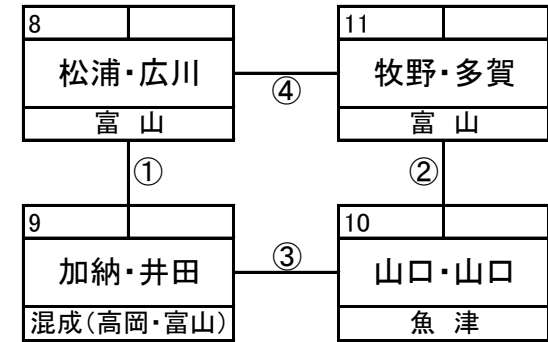 8
松浦・広川
富 山
11
牧野・多賀
富 山
④
①
②
9
加納・井田
混成(高岡・富山)
③
10
山口・山口
魚 津